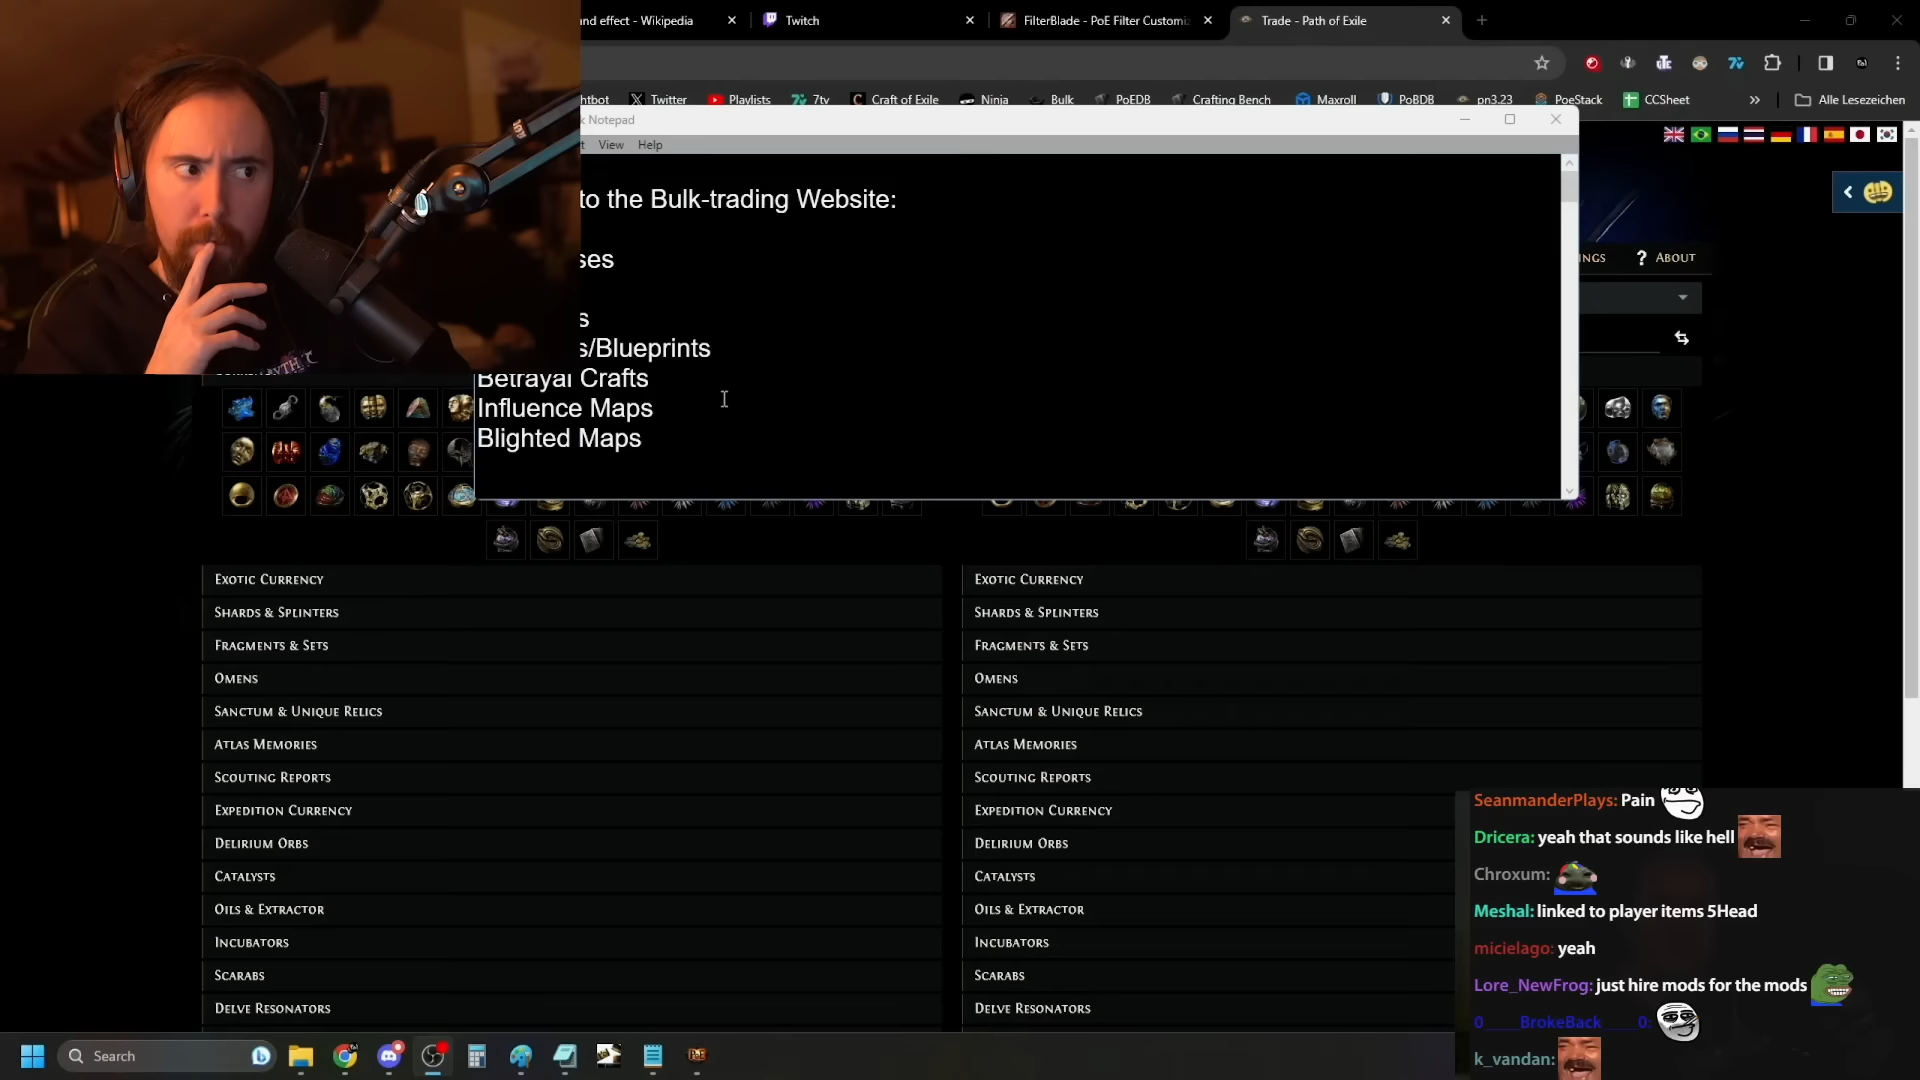 nd effect - Wikipedia
Twitch
FilterBlade - PoE Filter Customi
Trade - Path of Exile
htbot
Twitter
Playlists
7tv
Craft of Exile
Ninja
Bulk
PoEDB
Crafting Bench
Maxroll
PoBDB
pn3.23
PoeStack
CCSheet
»
Alle Lesezeichen
k Notepad
t View Help
to the Bulk-trading Website:
ses
s
s/Blueprints
Betrayal Crafts
Influence Maps
Blighted Maps
INGS
? ABOUT
EXOTIC CURRENCY
SHARDS & SPLINTERS
FRAGMENTS & SETS
OMENS
SANCTUM & UNIQUE RELICS
ATLAS MEMORIES
SCOUTING REPORTS
EXPEDITION CURRENCY
DELIRIUM ORBS
CATALYSTS
OILS & EXTRACTOR
INCUBATORS
SCARABS
DELVE RESONATORS
EXOTIC CURRENCY
SHARDS & SPLINTERS
FRAGMENTS & SETS
OMENS
SANCTUM & UNIQUE RELICS
ATLAS MEMORIES
SCOUTING REPORTS
EXPEDITION CURRENCY
DELIRIUM ORBS
CATALYSTS
OILS & EXTRACTOR
INCUBATORS
SCARABS
DELVE RESONATORS
SeanmanderPlays: Pain
Dricera: yeah that sounds like hell
Chroxum:
Meshal: linked to player items 5Head
micielago: yeah
Lore_NewFrog: just hire mods for the mods
0____BrokeBack____0:
k_vandan:
Search